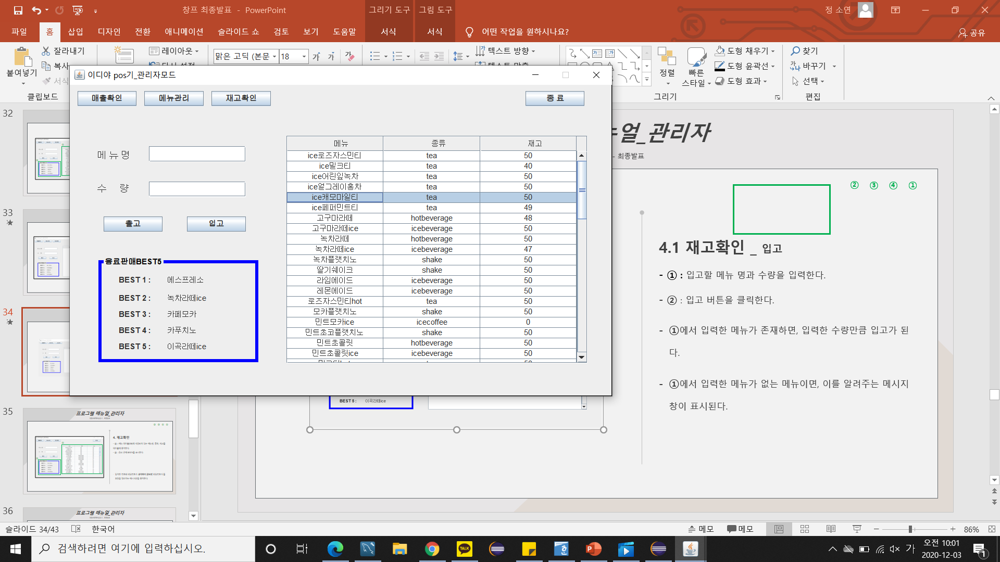 창프 최종발표 - PowerPoint
그리기 도구
그림 도구
정 소연
파일
홈
삽입
디자인
전환
애니메이션
슬라이드 쇼
검토
보기
도움말
서식
서식
어떤 작업을 원하시나요?
공유
붙여넣기
잘라내기
복사
서식
클립보드
레이아웃
맑은 고딕 (본문
18
텍스트 방향
정렬
빠른
스타일
도형 채우기
도형 윤곽선
도형 효과
그리기
찾기
바꾸기
선택
편집
이디야 pos기_관리자모드
매출확인
메뉴관리
재고확인
종 료
메 뉴 명
수 량
출고
입고
음료판매BEST5
BEST 1 : 에스프레소
BEST 2 : 녹차라떼ice
BEST 3 : 카페모카
BEST 4 : 카푸치노
BEST 5 : 이곡라떼ice
메뉴 종류 재고
ice로즈자스민티 tea 50
ice밀크티 tea 40
ice어린잎녹차 tea 50
ice얼그레이홍차 tea 50
ice캐모마일티 tea 50
ice페퍼민트티 tea 49
고구마라떼 hotbeverage 48
고구마라떼ice icebeverage 50
녹차라떼 hotbeverage 50
녹차라떼ice icebeverage 47
녹차플랫치노 shake 50
딸기쉐이크 shake 50
라임에이드 icebeverage 50
레몬에이드 icebeverage 50
로즈자스민티hot tea 50
모카플랫치노 shake 50
민트모카ice icecoffee 0
민트초코플랫치노 shake 50
민트초콜릿 hotbeverage 50
민트초콜릿ice icebeverage 50
32
33
34
35
36
프로그램 매뉴얼_관리자
4. 재고확인
프로그램 매뉴얼_관리자
얼_관리자
- 최종발표
② ③ ④ ①
4.1 재고확인 _ 입고
- ① : 입고할 메뉴 명과 수량을 입력한다.
- ② : 입고 버튼을 클릭한다.
- ①에서 입력한 메뉴가 존재하면, 입력한 수량만큼 입고가 된
다.
- ①에서 입력한 메뉴가 없는 메뉴이면, 이를 알려주는 메시지
창이 표시된다.
BEST 5 : 이곡라떼ice
슬라이드 34/43
한국어
메모
메모
86%
검색하려면 여기에 입력하십시오.
TALK
가
오전 10:01
2020-12-03
1